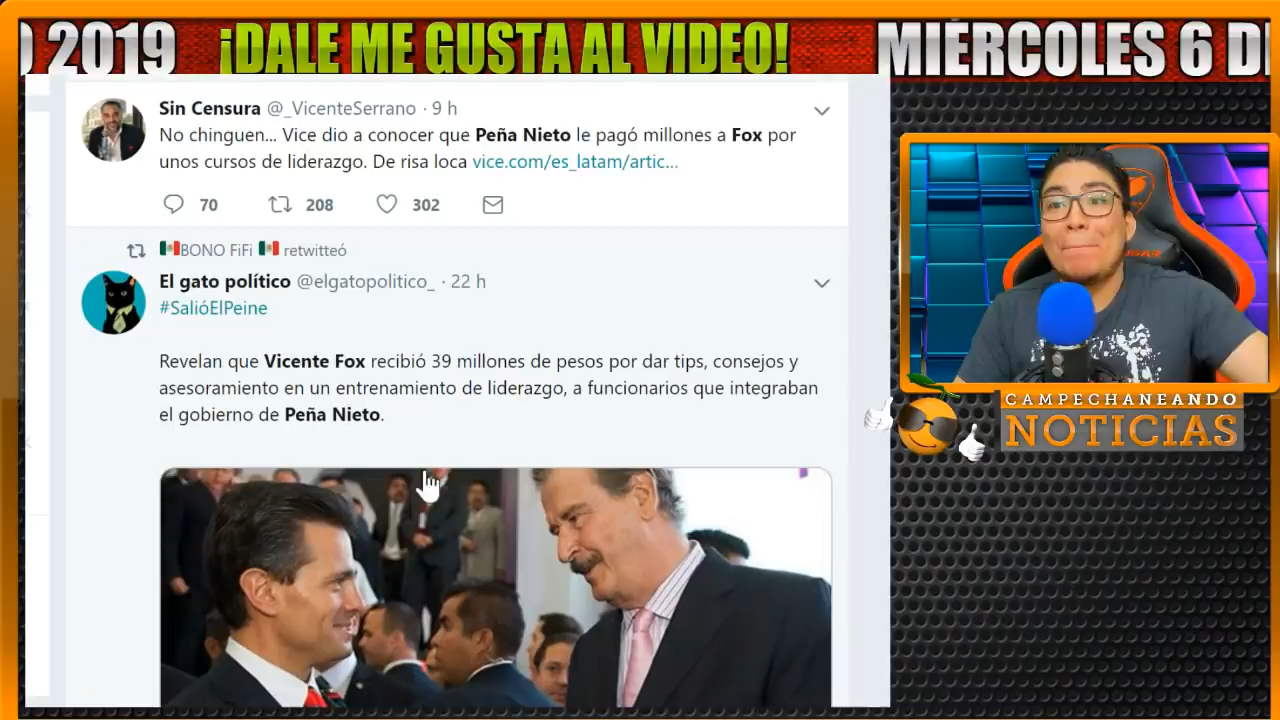 2019 ¡DALE ME GUSTA AL VIDEO! MIÉRCOLES 6 D
Sin Censura @_VicenteSerrano · 9 h
No chinguen... Vice dio a conocer que Peña Nieto le pagó millones a Fox por
unos cursos de liderazgo. De risa loca vice.com/es_latam/artic...
70 208 302
BONO FiFi retwitteó
El gato político @elgatopolitico_ · 22 h
#SalióElPeine
Revelan que Vicente Fox recibió 39 millones de pesos por dar tips, consejos y
asesoramiento en un entrenamiento de liderazgo, a funcionarios que integraban
el gobierno de Peña Nieto.
CAMPECHANEANDO
NOTICIAS